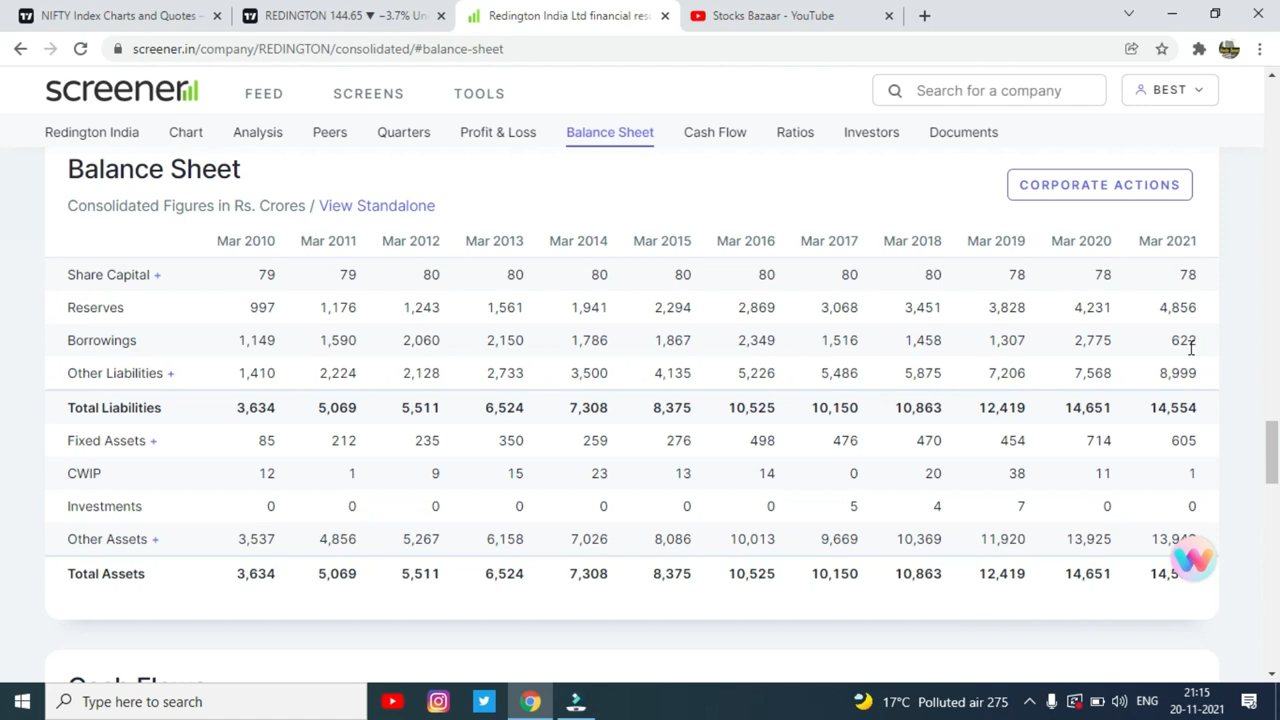 NIFTY Index Charts and Quotes
REDINGTON 144.65 ▼ −3.7% Un
Redington India Ltd financial res
Stocks Bazaar - YouTube
screener.in/company/REDINGTON/consolidated/#balance-sheet
screener
FEED SCREENS TOOLS
Search for a company
BEST
Redington India Chart Analysis Peers Quarters Profit & Loss Balance Sheet Cash Flow Ratios Investors Documents
Balance Sheet
CORPORATE ACTIONS
Consolidated Figures in Rs. Crores / View Standalone
Mar 2010 Mar 2011 Mar 2012 Mar 2013 Mar 2014 Mar 2015 Mar 2016 Mar 2017 Mar 2018 Mar 2019 Mar 2020 Mar 2021
Share Capital + 79 79 80 80 80 80 80 80 80 78 78 78
Reserves 997 1,176 1,243 1,561 1,941 2,294 2,869 3,068 3,451 3,828 4,231 4,856
Borrowings 1,149 1,590 2,060 2,150 1,786 1,867 2,349 1,516 1,458 1,307 2,775 622
Other Liabilities + 1,410 2,224 2,128 2,733 3,500 4,135 5,226 5,486 5,875 7,206 7,568 8,999
Total Liabilities 3,634 5,069 5,511 6,524 7,308 8,375 10,525 10,150 10,863 12,419 14,651 14,554
Fixed Assets + 85 212 235 350 259 276 498 476 470 454 714 605
CWIP 12 1 9 15 23 13 14 0 20 38 11 1
Investments 0 0 0 0 0 0 0 5 4 7 0 0
Other Assets + 3,537 4,856 5,267 6,158 7,026 8,086 10,013 9,669 10,369 11,920 13,925
Total Assets 3,634 5,069 5,511 6,524 7,308 8,375 10,525 10,150 10,863 12,419 14,651
Type here to search
17°C Polluted air 275
ENG
21:15
20-11-2021